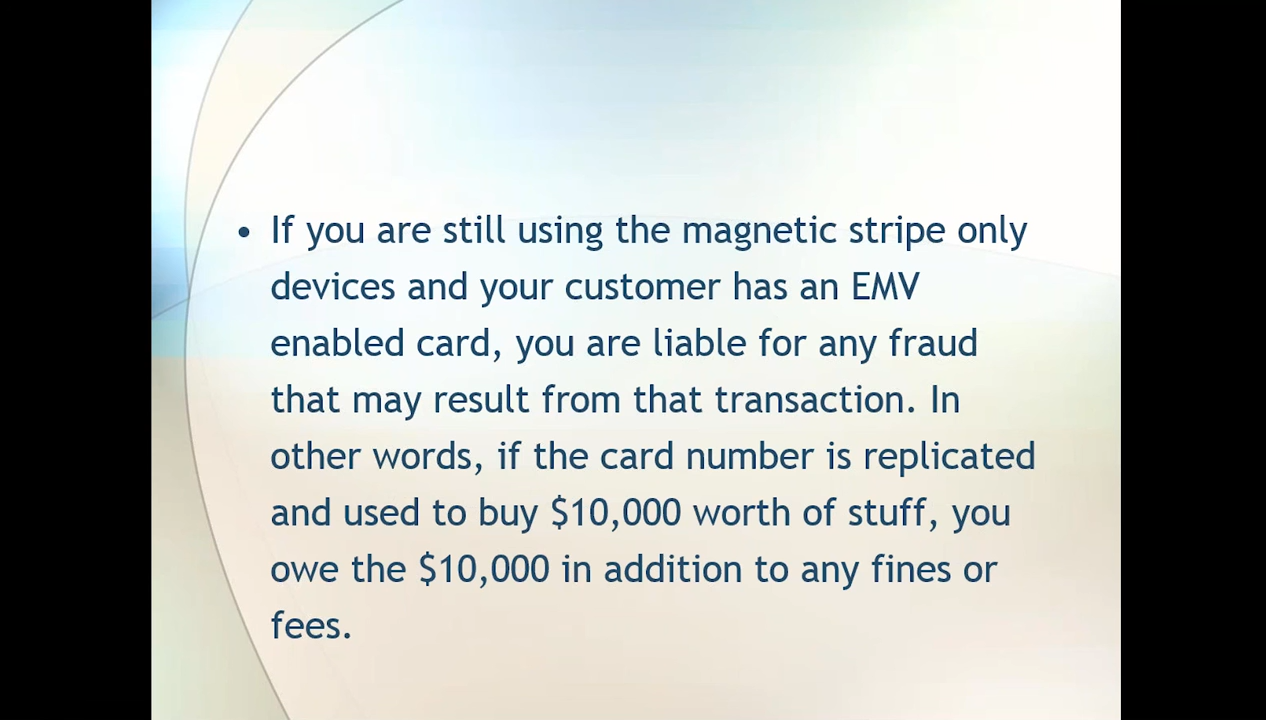 • If you are still using the magnetic stripe only
devices and your customer has an EMV
enabled card, you are liable for any fraud
that may result from that transaction. In
other words, if the card number is replicated
and used to buy $10,000 worth of stuff, you
owe the $10,000 in addition to any fines or
fees.